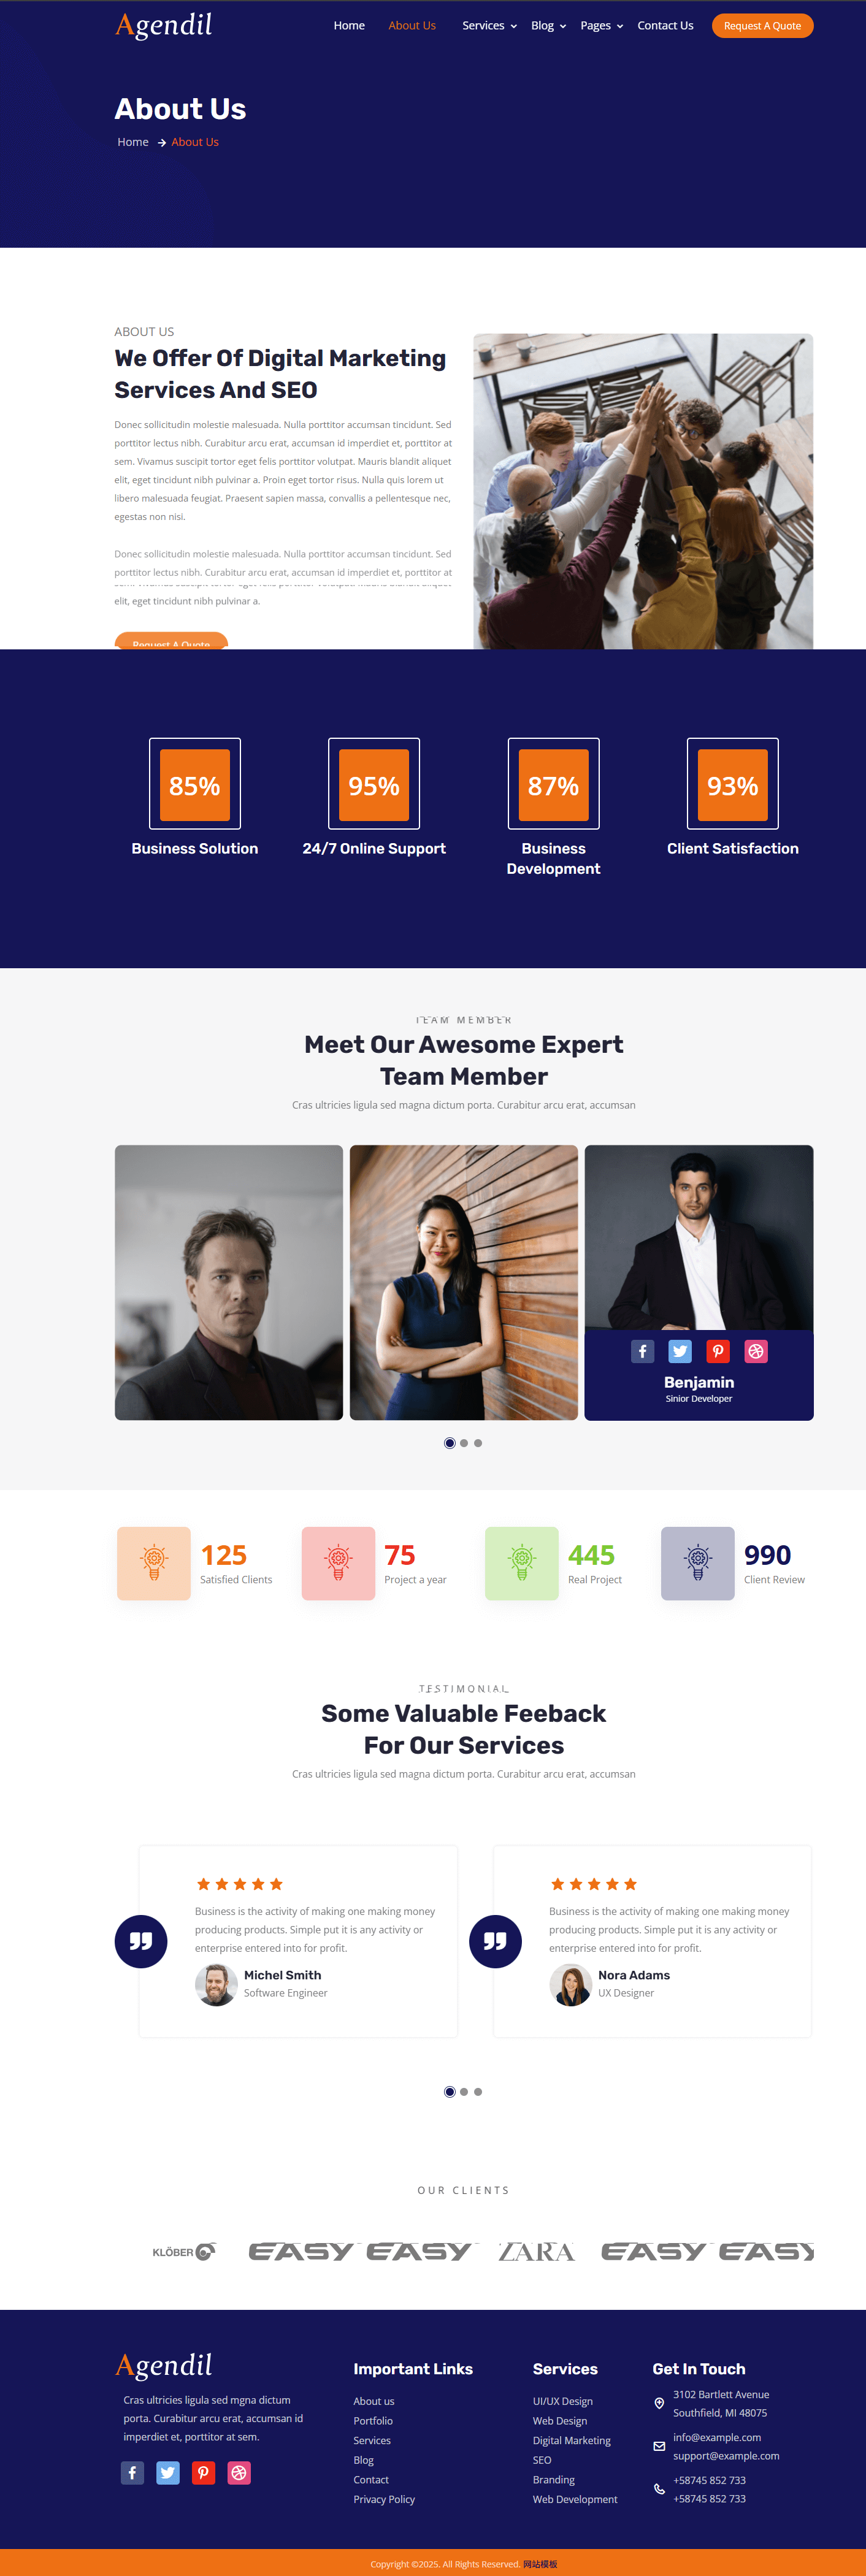 Agendil
Home About Us Services Blog Pages Contact Us Request A Quote
About Us
Home About Us
ABOUT US
We Offer Of Digital Marketing
Services And SEO
Donec sollicitudin molestie malesuada. Nulla porttitor accumsan tincidunt. Sed
porttitor lectus nibh. Curabitur arcu erat, accumsan id imperdiet et, porttitor at
sem. Vivamus suscipit tortor eget felis porttitor volutpat. Mauris blandit aliquet
elit, eget tincidunt nibh pulvinar a. Proin eget tortor risus. Nulla quis lorem ut
libero malesuada feugiat. Praesent sapien massa, convallis a pellentesque nec,
egestas non nisi.
Donec sollicitudin molestie malesuada. Nulla porttitor accumsan tincidunt. Sed
porttitor lectus nibh. Curabitur arcu erat, accumsan id imperdiet et, porttitor at
sem. Vivamus suscipit tortor eget felis porttitor volutpat. Mauris blandit aliquet
elit, eget tincidunt nibh pulvinar a.
Request A Quote
85% 95% 87% 93%
Business Solution 24/7 Online Support Business Client Satisfaction
Development
TEAM MEMBER
Meet Our Awesome Expert
Team Member
Cras ultricies ligula sed magna dictum porta. Curabitur arcu erat, accumsan
Benjamin
Sinior Developer
125 75 445 990
Satisfied Clients Project a year Real Project Client Review
TESTIMONIAL
Some Valuable Feeback
For Our Services
Cras ultricies ligula sed magna dictum porta. Curabitur arcu erat, accumsan
Business is the activity of making one making money
producing products. Simple put it is any activity or
enterprise entered into for profit.
Michel Smith
Software Engineer
Business is the activity of making one making money
producing products. Simple put it is any activity or
enterprise entered into for profit.
Nora Adams
UX Designer
OUR CLIENTS
KLÖBER EASY EASY ZARA EASY EASY
Agendil
Cras ultricies ligula sed mgna dictum
porta. Curabitur arcu erat, accumsan id
imperdiet et, porttitor at sem.
Important Links
About us
Portfolio
Services
Blog
Contact
Privacy Policy
Services
UI/UX Design
Web Design
Digital Marketing
SEO
Branding
Web Development
Get In Touch
3102 Bartlett Avenue
Southfield, MI 48075
info@example.com
support@example.com
+58745 852 733
+58745 852 733
Copyright ©2025. All Rights Reserved. 网站模板